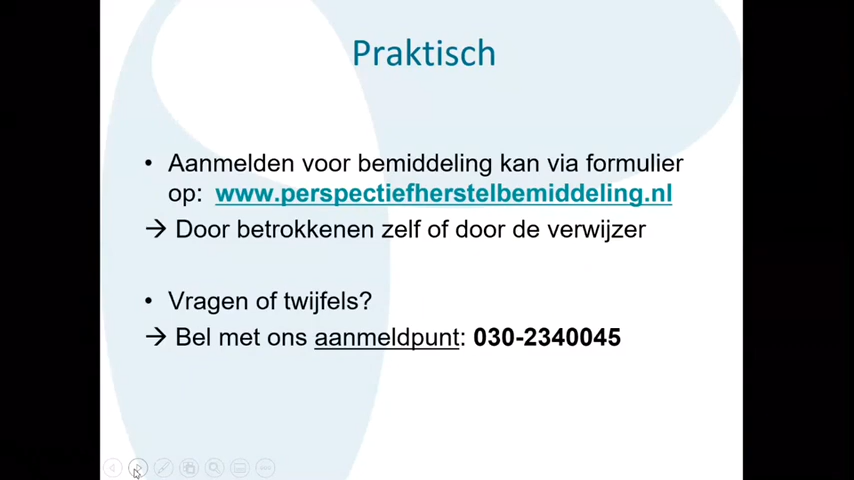 Praktisch
• Aanmelden voor bemiddeling kan via formulier
op: www.perspectiefherstelbemiddeling.nl
→ Door betrokkenen zelf of door de verwijzer
• Vragen of twijfels?
→ Bel met ons aanmeldpunt: 030-2340045